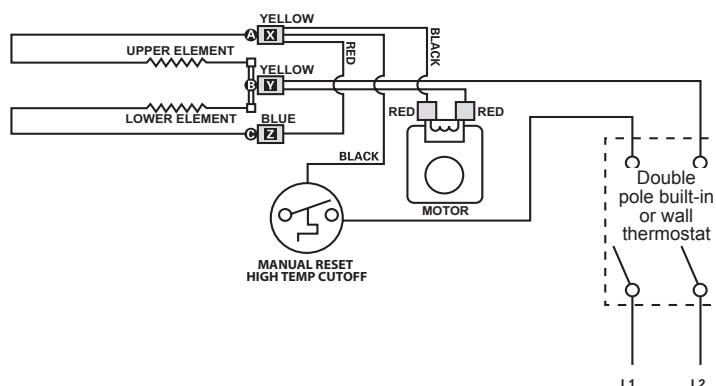 YELLOW
A X
UPPER ELEMENT
RED
BLACK
YELLOW
B Y
LOWER ELEMENT
BLUE
C Z
RED
RED
BLACK
MOTOR
MANUAL RESET
HIGH TEMP CUTOFF
Double
pole built-in
or wall
thermostat
L1
L2